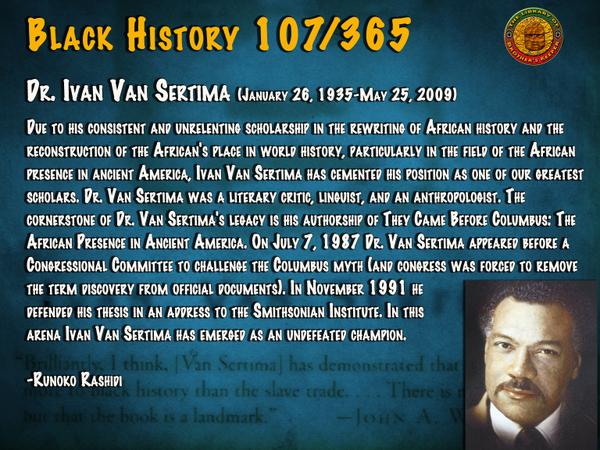 Black History 107/365
THE LIBRARY OF
BROTHER'S KEEPER
Dr. Ivan Van Sertima (January 26, 1935-May 25, 2009)
Due to his consistent and unrelenting scholarship in the rewriting of African history and the
reconstruction of the African's place in world history, particularly in the field of the African
presence in ancient America, Ivan Van Sertima has cemented his position as one of our greatest
scholars. Dr. Van Sertima was a literary critic, linguist, and an anthropologist. The
cornerstone of Dr. Van Sertima's legacy is his authorship of They Came Before Columbus: The
African Presence in Ancient America. On July 7, 1987 Dr. Van Sertima appeared before a
Congressional Committee to challenge the Columbus myth (and congress was forced to remove
the term discovery from official documents). In November 1991 he
defended his thesis in an address to the Smithsonian Institute. In this
arena Ivan Van Sertima has emerged as an undefeated champion.
"Brilliantly, I think, [Van Sertima] has demonstrated that
-Runoko Rashidi
to black history than the slave trade. . . . There is
but that the book is a landmark." —JOHN A. W